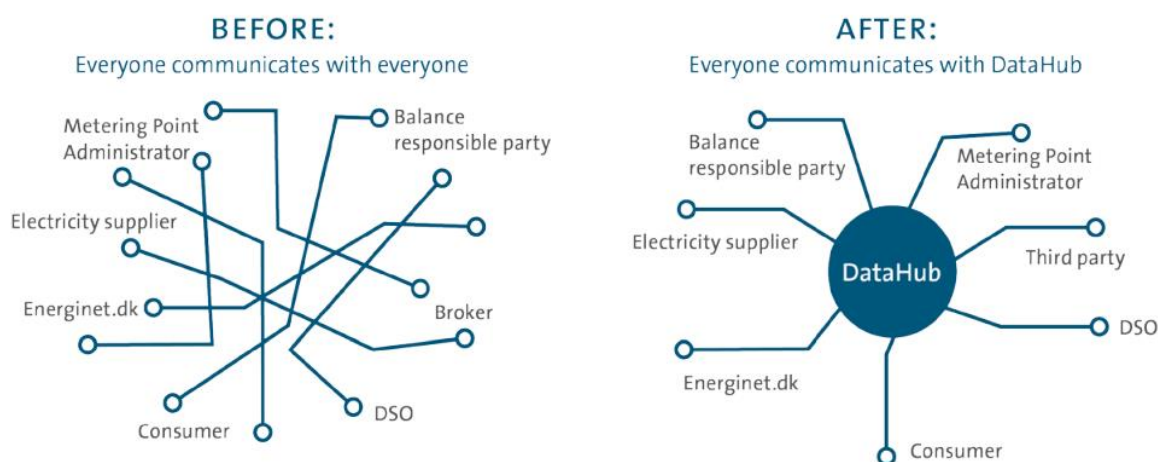 BEFORE:
Everyone communicates with everyone
Metering Point
Administrator
Balance
responsible party
Electricity supplier
Energinet.dk
Broker
Consumer
DSO
AFTER:
Everyone communicates with DataHub
Balance
responsible party
Metering Point
Administrator
Electricity supplier
DataHub
Third party
DSO
Energinet.dk
Consumer